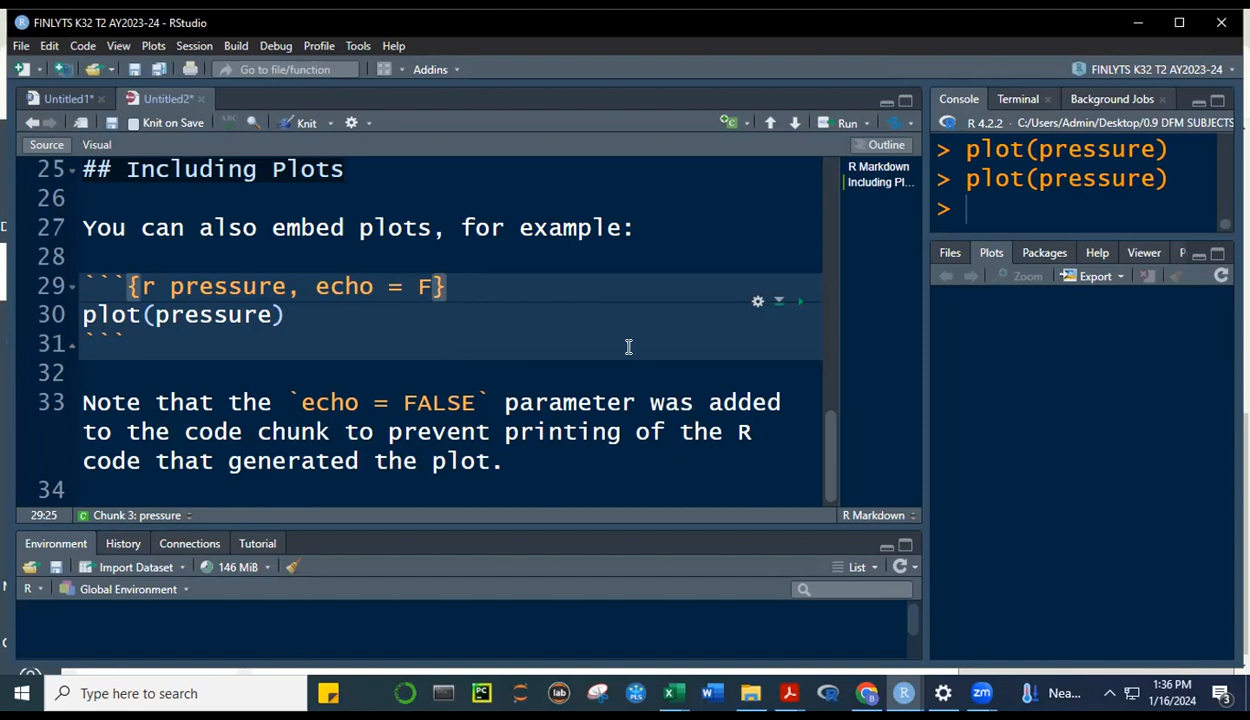 FINLYTS K32 T2 AY2023-24 - RStudio
File Edit Code View Plots Session Build Debug Profile Tools Help
Go to file/function Addins FINLYTS K32 T2 AY2023-24
Untitled1* Untitled2* Console Terminal Background Jobs
Knit on Save ABC Knit Run R 4.2.2 · C:/Users/Admin/Desktop/0.9 DFM SUBJECTS
Source Visual Outline
25 ## Including Plots
26
27 You can also embed plots, for example:
28
29 ```{r pressure, echo = F}
30 plot(pressure)
31 ```
32
33 Note that the `echo = FALSE` parameter was added
to the code chunk to prevent printing of the R
code that generated the plot.
34
R Markdown
Including Pl...
29:25 Chunk 3: pressure R Markdown
> plot(pressure)
> plot(pressure)
>
Files Plots Packages Help Viewer P
Zoom Export
Environment History Connections Tutorial
Import Dataset 146 MiB List
R Global Environment
Type here to search
PC lab PLS
Nea...
1:36 PM
1/16/2024
3